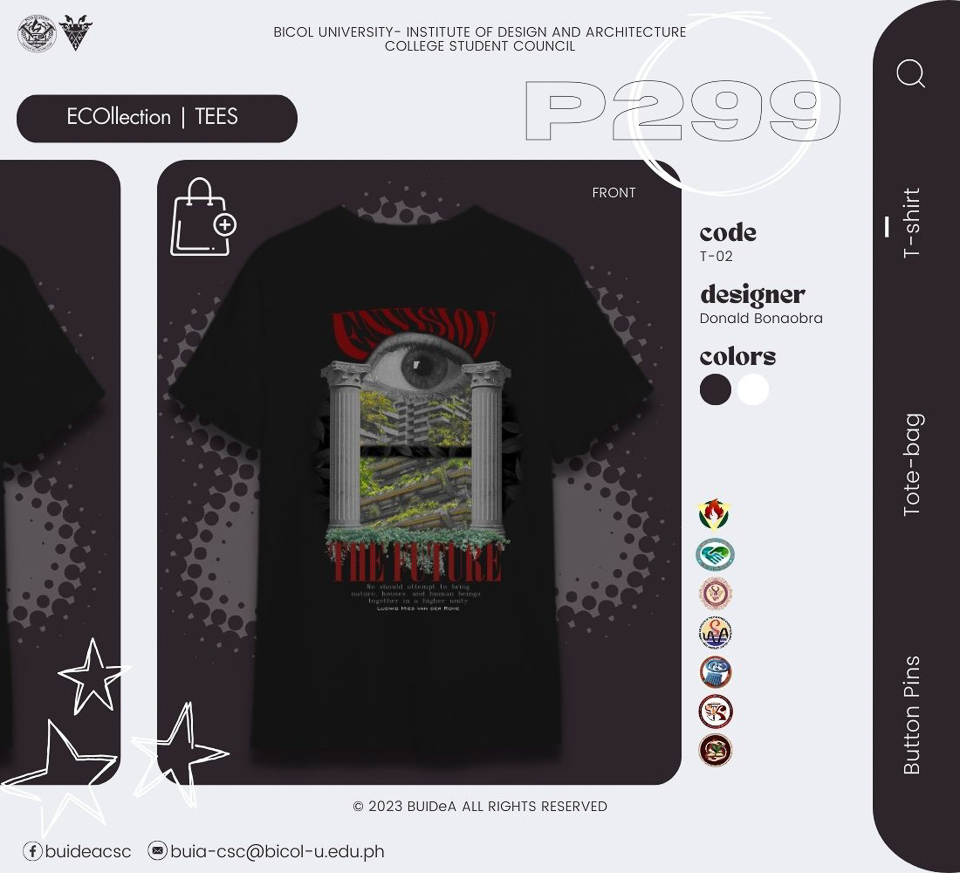 BICOL UNIVERSITY- INSTITUTE OF DESIGN AND ARCHITECTURE
COLLEGE STUDENT COUNCIL
P299
ECOllection | TEES
FRONT
ENVISION
THE FUTURE
We should attempt to bring
nature, houses, and human beings
together in a higher unity
Ludwig Mies van der Rohe
code
T-02
designer
Donald Bonaobra
colors
T-shirt
Tote-bag
Button Pins
© 2023 BUIDeA ALL RIGHTS RESERVED
buideacsc
buia-csc@bicol-u.edu.ph